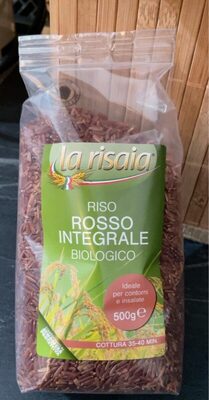 la risaia
RISO
ROSSO
INTEGRALE
BIOLOGICO
Ideale
per contorni
e insalate
500g e
COTTURA 35-40 MIN.